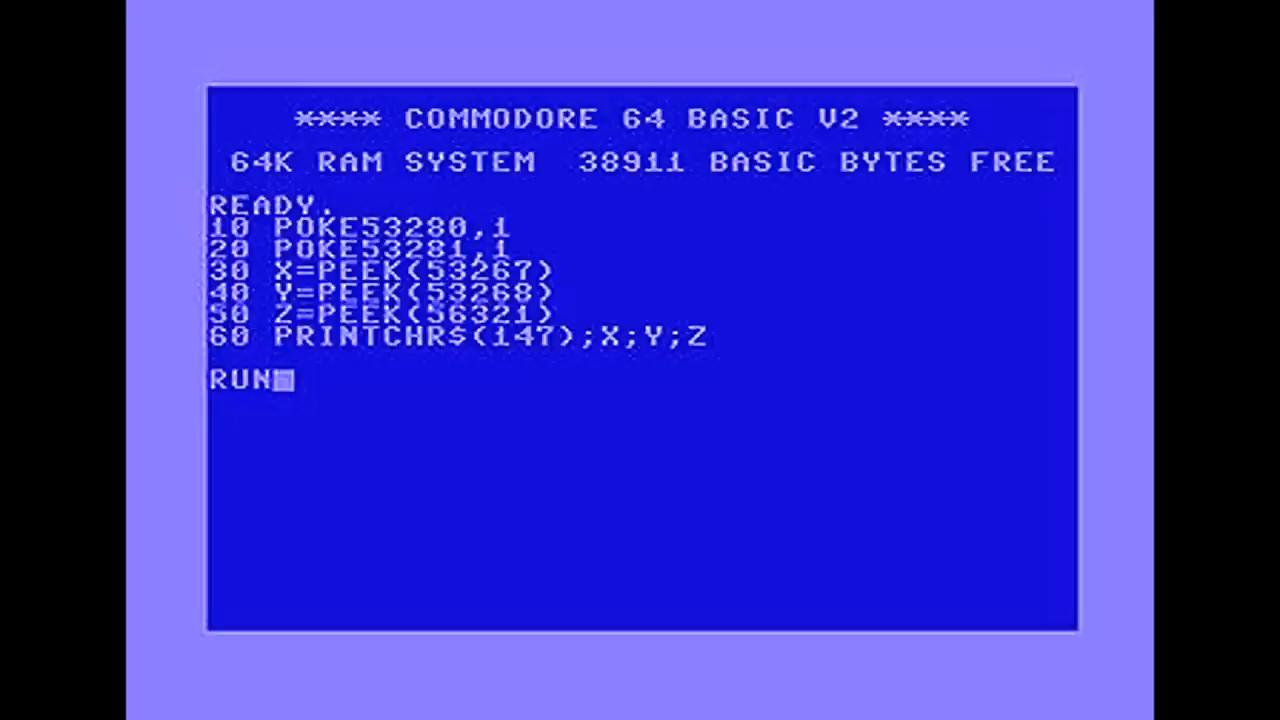 **** COMMODORE 64 BASIC V2 ****
64K RAM SYSTEM  38911 BASIC BYTES FREE
READY.
10 POKE53280,1
20 POKE53281,1
30 X=PEEK(53267)
40 Y=PEEK(53268)
50 Z=PEEK(56321)
60 PRINTCHR$(147);X;Y;Z
RUN